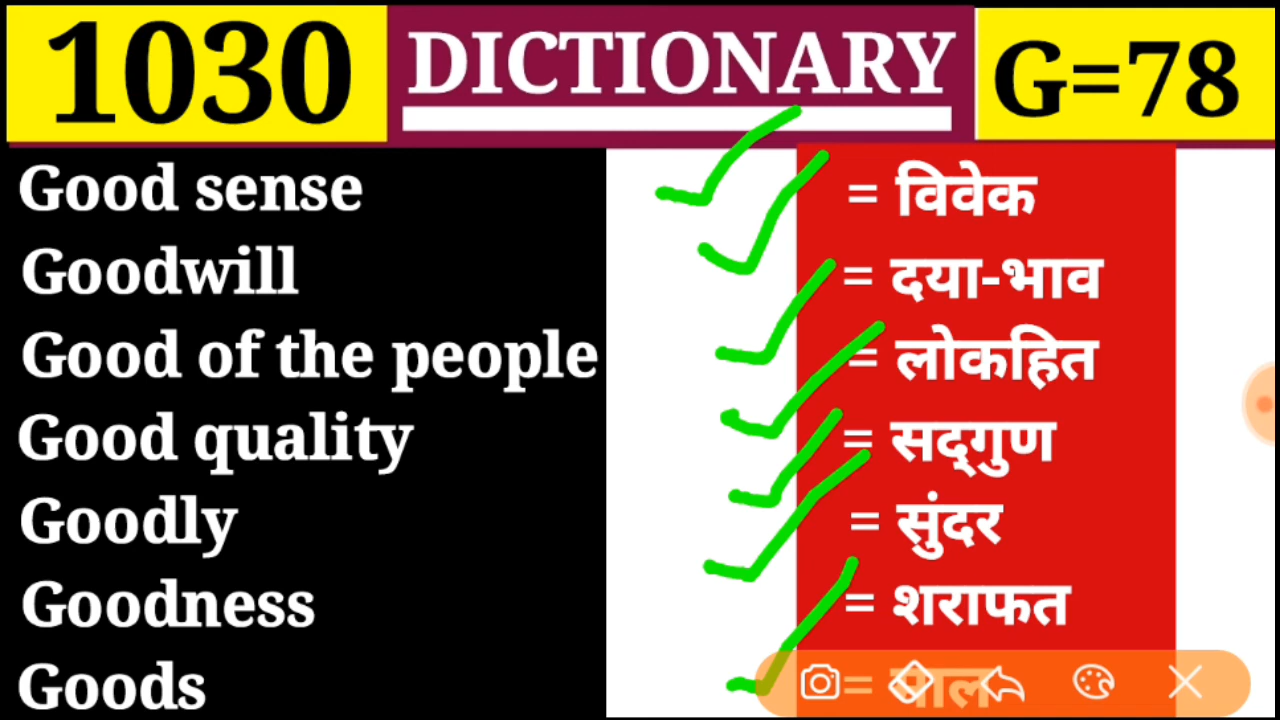 1030 DICTIONARY G=78
Good sense = विवेक
Goodwill = दया-भाव
Good of the people = लोकहित
Good quality = सद्‌गुण
Goodly = सुंदर
Goodness = शराफत
Goods = माल